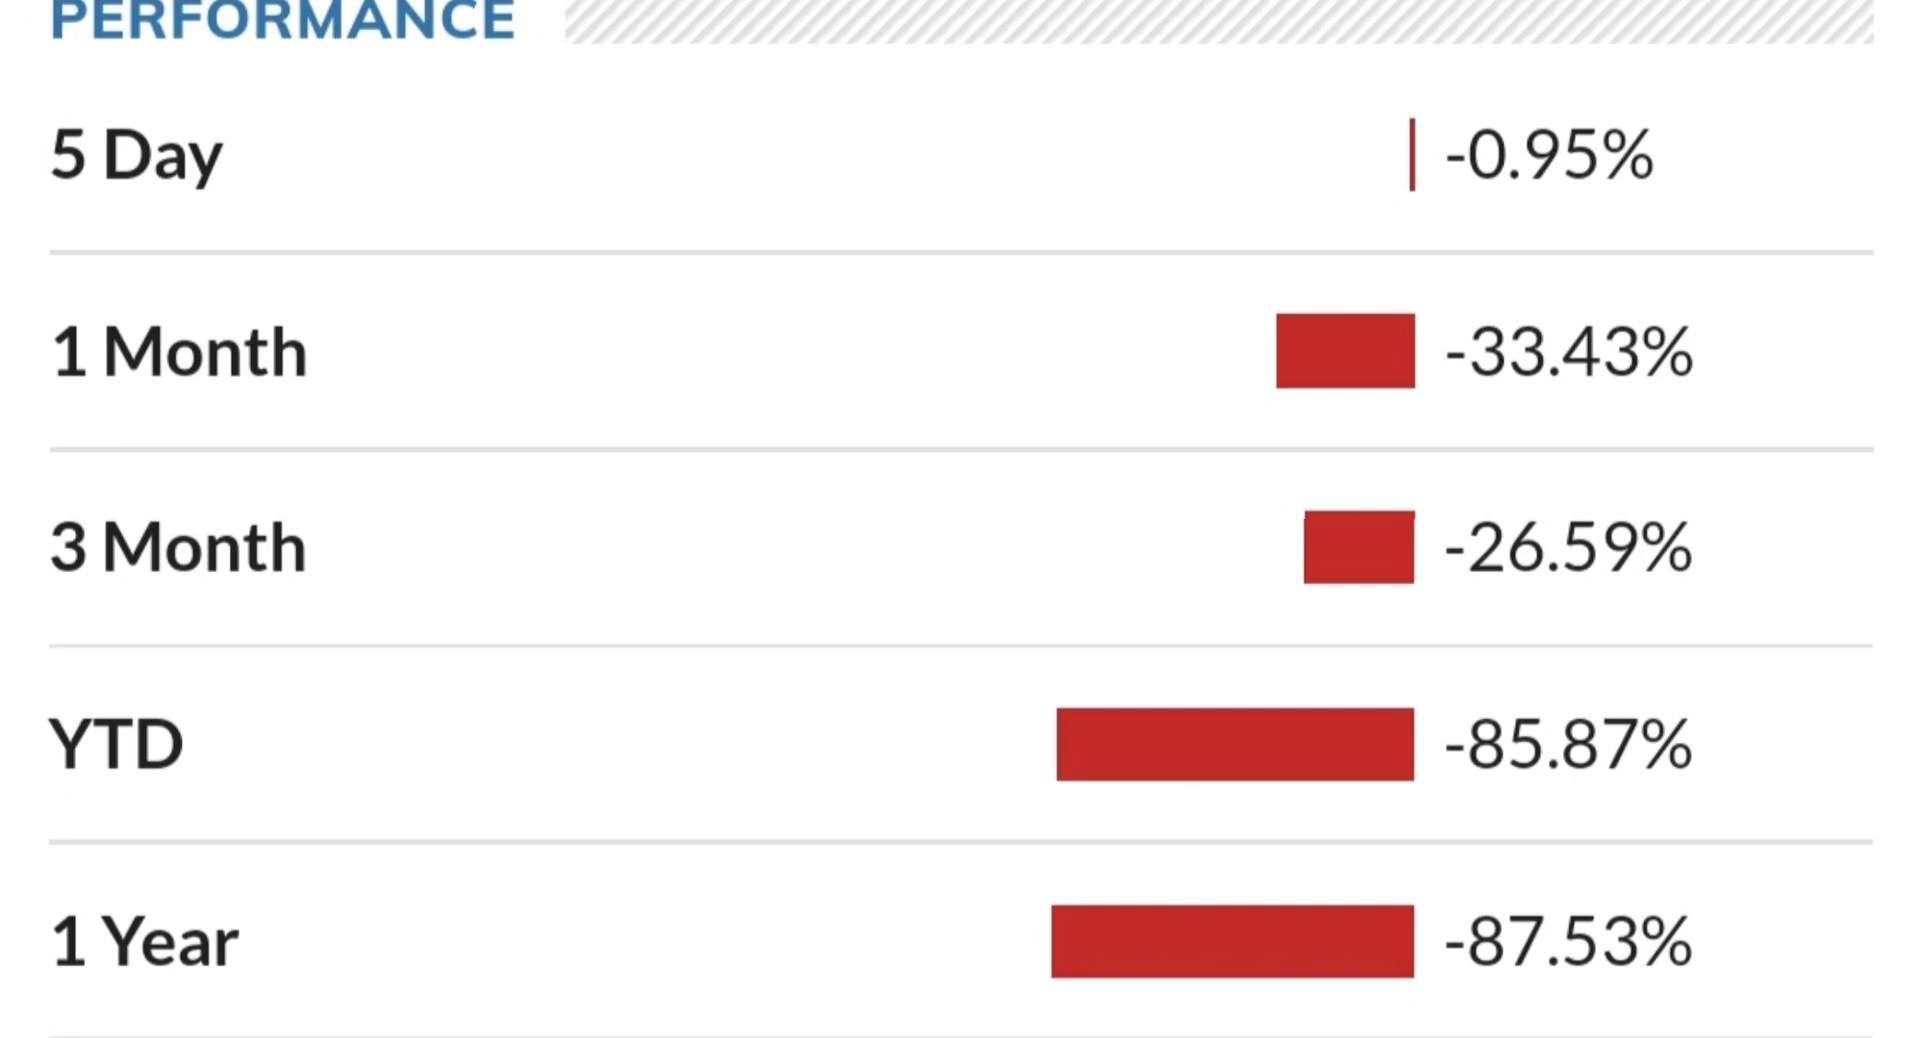 PERFORMANCE
5 Day -0.95%
1 Month -33.43%
3 Month -26.59%
YTD -85.87%
1 Year -87.53%